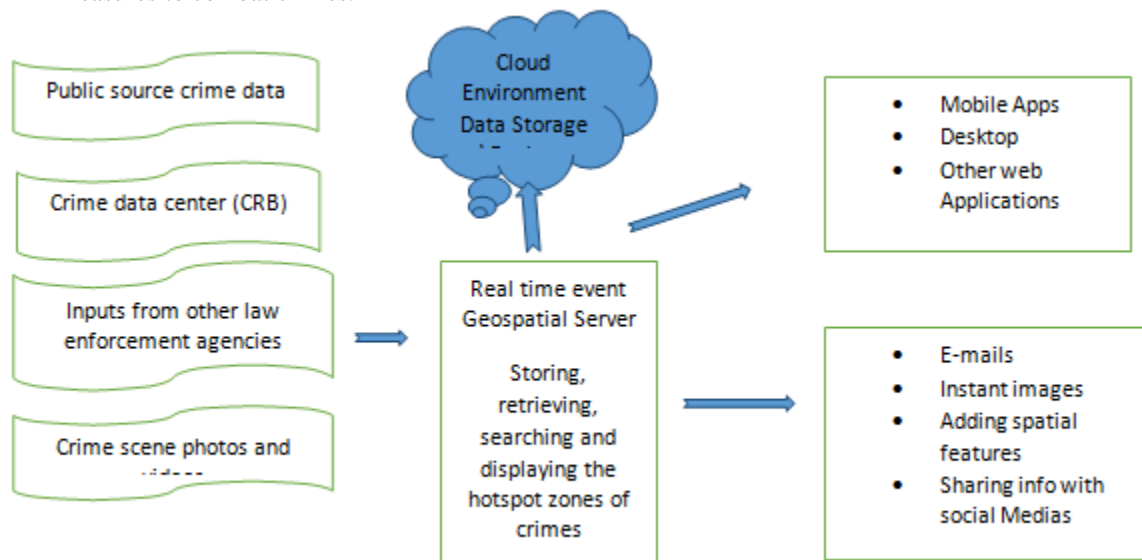 Public source crime data
Crime data center (CRB)
Inputs from other law
enforcement agencies
Crime scene photos and
Cloud
Environment
Data Storage
Real time event
Geospatial Server
Storing,
retrieving,
searching and
displaying the
hotspot zones of
crimes
• Mobile Apps
• Desktop
• Other web
Applications
• E-mails
• Instant images
• Adding spatial
features
• Sharing info with
social Medias